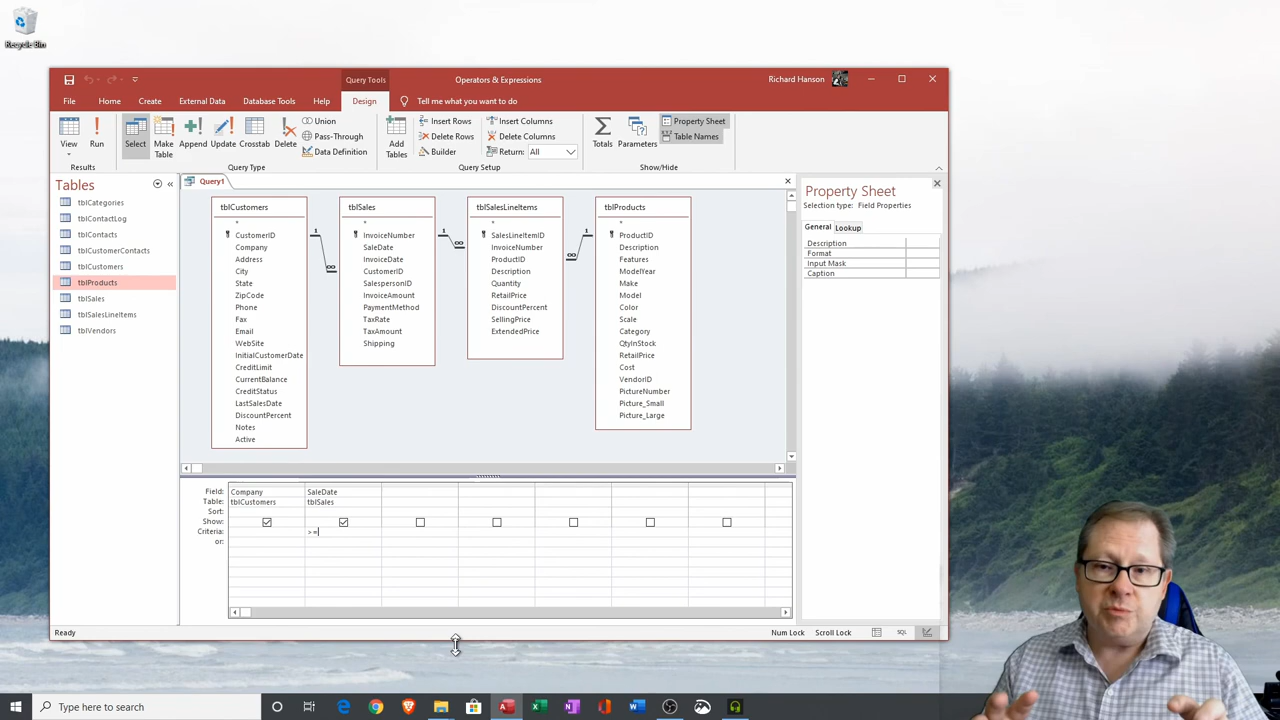 Recycle Bin
Query Tools
Operators & Expressions
Richard Hanson
File
Home
Create
External Data
Database Tools
Help
Design
Tell me what you want to do
View
Run
Select
Make Table
Append
Update
Crosstab
Delete
Union
Pass-Through
Data Definition
Add Tables
Insert Rows
Delete Rows
Builder
Insert Columns
Delete Columns
Return: All
Totals
Parameters
Property Sheet
Table Names
Results
Query Type
Query Setup
Show/Hide
Tables
tblCategories
tblContactLog
tblContacts
tblCustomerContacts
tblCustomers
tblProducts
tblSales
tblSalesLineItems
tblVendors
Query1
tblCustomers
*
CustomerID
Company
Address
City
State
ZipCode
Phone
Fax
Email
WebSite
InitialCustomerDate
CreditLimit
CurrentBalance
CreditStatus
LastSalesDate
DiscountPercent
Notes
Active
1
∞
tblSales
*
InvoiceNumber
SaleDate
InvoiceDate
CustomerID
SalespersonID
InvoiceAmount
PaymentMethod
TaxRate
TaxAmount
Shipping
1
∞
tblSalesLineItems
*
SalesLineItemID
InvoiceNumber
ProductID
Description
Quantity
RetailPrice
DiscountPercent
SellingPrice
ExtendedPrice
1
∞
tblProducts
*
ProductID
Description
Features
ModelYear
Make
Model
Color
Scale
Category
QtyInStock
RetailPrice
Cost
VendorID
PictureNumber
Picture_Small
Picture_Large
Property Sheet
Selection type: Field Properties
General
Lookup
Description
Format
Input Mask
Caption
Field: Company SaleDate
Table: tblCustomers tblSales
Sort:
Show:
Criteria: >=
or:
Ready
Num Lock
Scroll Lock
SQL
Type here to search